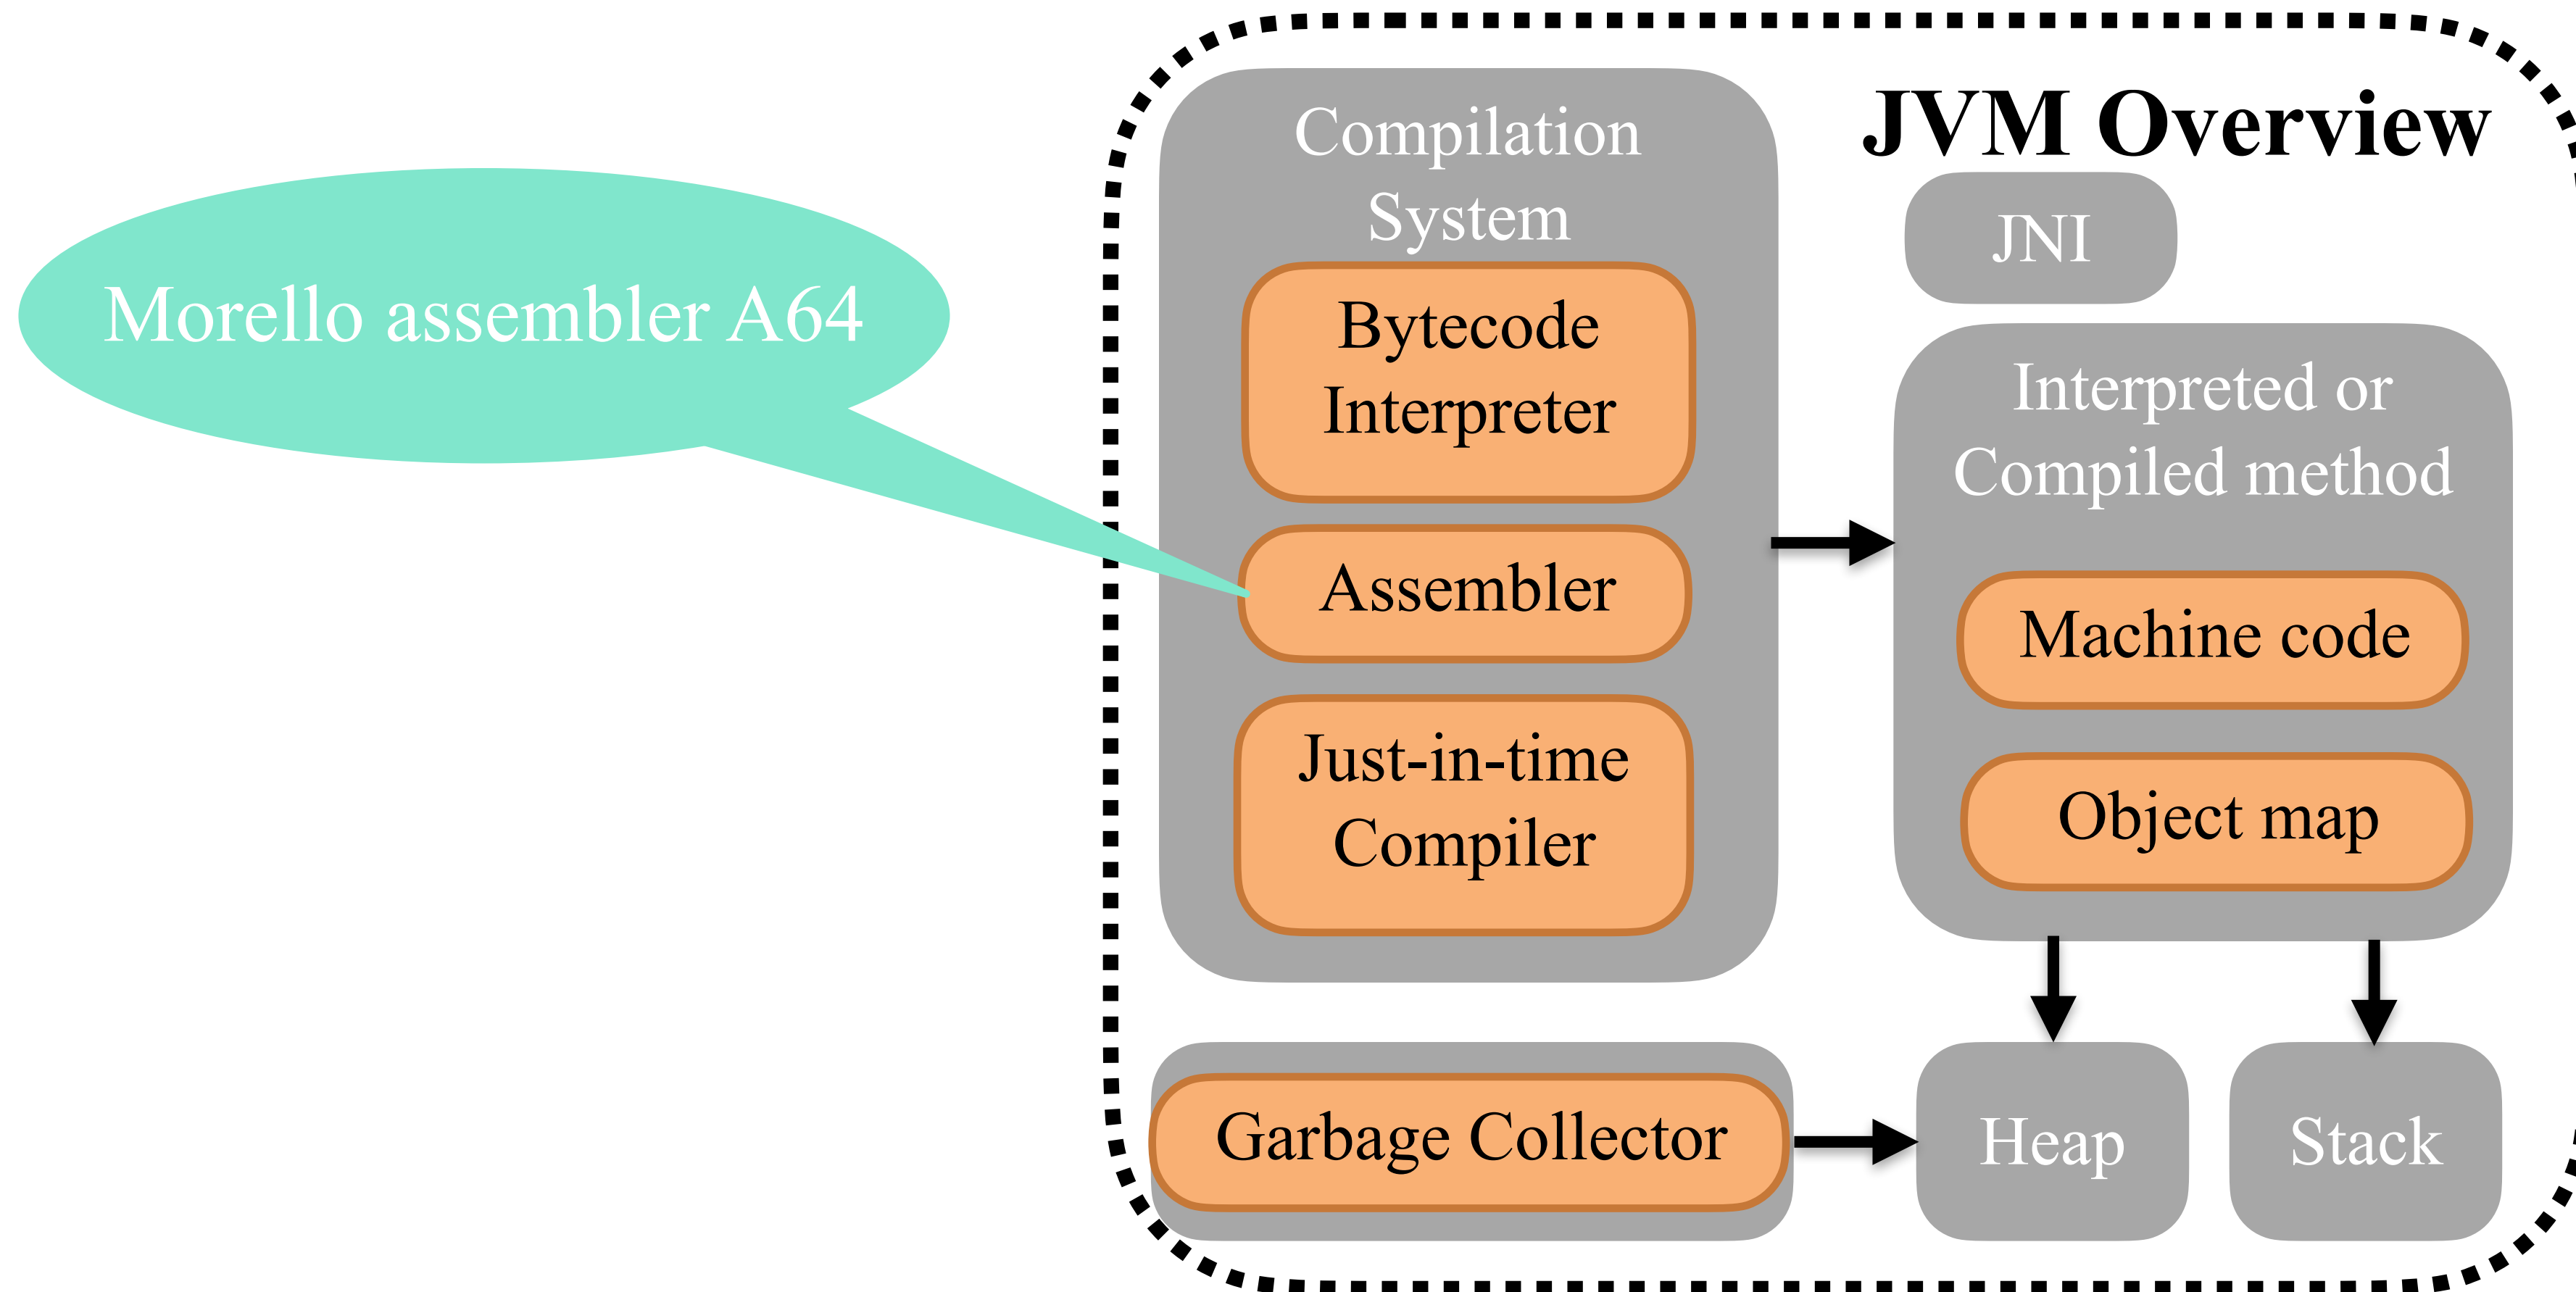 JVM Overview
Morello assembler A64
Compilation
System
Bytecode
Interpreter
Assembler
Just-in-time
Compiler
JNI
Interpreted or
Compiled method
Machine code
Object map
Garbage Collector
Heap
Stack